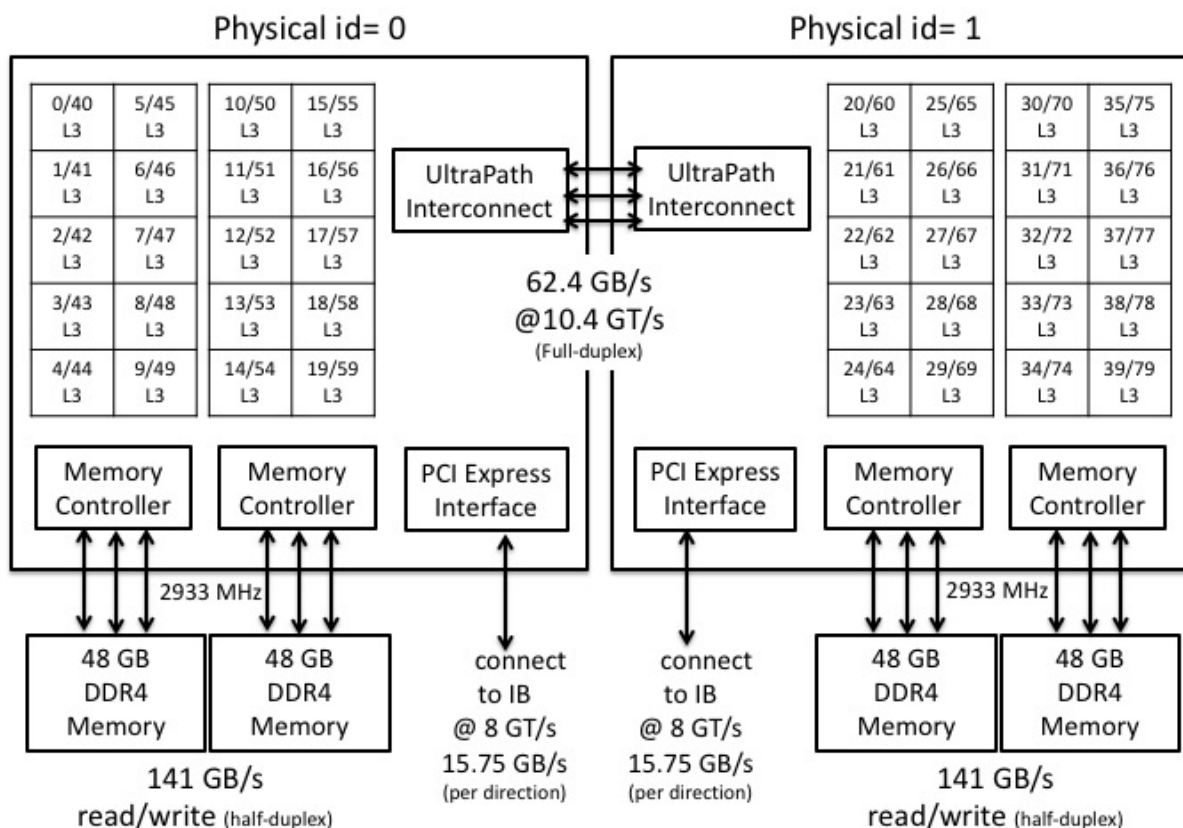 Physical id= 0
Physical id= 1
0/40
L3
5/45
L3
10/50
L3
15/55
L3
1/41
L3
6/46
L3
11/51
L3
16/56
L3
2/42
L3
7/47
L3
12/52
L3
17/57
L3
3/43
L3
8/48
L3
13/53
L3
18/58
L3
4/44
L3
9/49
L3
14/54
L3
19/59
L3
UltraPath
Interconnect
UltraPath
Interconnect
62.4 GB/s
@10.4 GT/s
(Full-duplex)
20/60
L3
25/65
L3
30/70
L3
35/75
L3
21/61
L3
26/66
L3
31/71
L3
36/76
L3
22/62
L3
27/67
L3
32/72
L3
37/77
L3
23/63
L3
28/68
L3
33/73
L3
38/78
L3
24/64
L3
29/69
L3
34/74
L3
39/79
L3
Memory
Controller
Memory
Controller
PCI Express
Interface
PCI Express
Interface
Memory
Controller
Memory
Controller
2933 MHz
2933 MHz
48 GB
DDR4
Memory
48 GB
DDR4
Memory
connect
to IB
@ 8 GT/s
15.75 GB/s
(per direction)
connect
to IB
@ 8 GT/s
15.75 GB/s
(per direction)
48 GB
DDR4
Memory
48 GB
DDR4
Memory
141 GB/s
read/write (half-duplex)
141 GB/s
read/write (half-duplex)